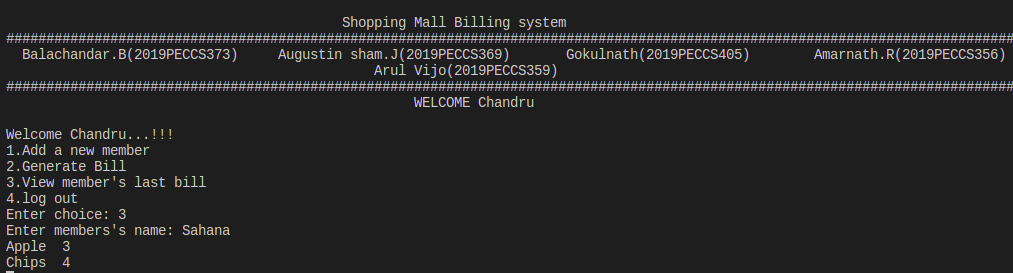 Shopping Mall Billing system
##############################################################################################################################
Balachandar.B(2019PECCS373) Augustin sham.J(2019PECCS369) Gokulnath(2019PECCS405) Amarnath.R(2019PECCS356)
Arul Vijo(2019PECCS359)
##############################################################################################################################
WELCOME Chandru
Welcome Chandru...!!!
1.Add a new member
2.Generate Bill
3.View member's last bill
4.log out
Enter choice: 3
Enter members's name: Sahana
Apple 3
Chips 4